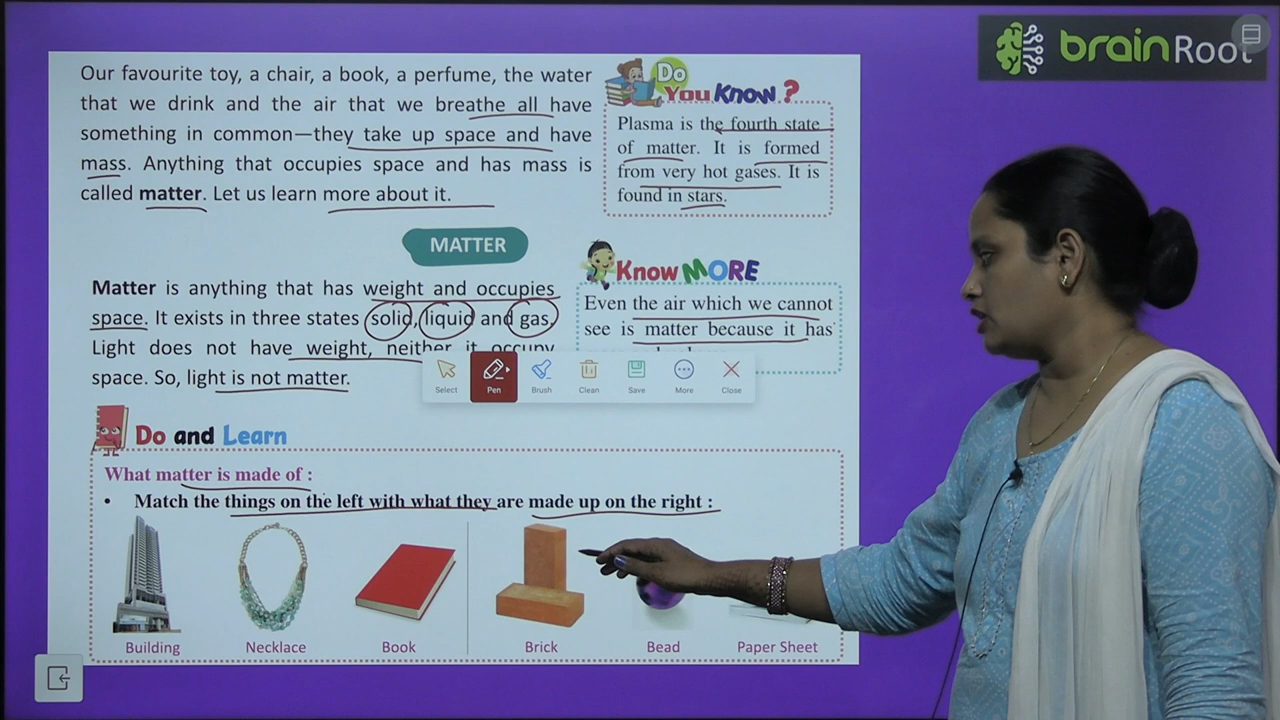 brainRoot
Our favourite toy, a chair, a book, a perfume, the water
that we drink and the air that we breathe all have
something in common—they take up space and have
mass. Anything that occupies space and has mass is
called matter. Let us learn more about it.
Do
You Know ?
Plasma is the fourth state
of matter. It is formed
from very hot gases. It is
found in stars.
MATTER
Matter is anything that has weight and occupies
space. It exists in three states solid, liquid and gas.
Light does not have weight, neither it occupy
space. So, light is not matter.
Know MORE
Even the air which we cannot
see is matter because it has
Select
Pen
Brush
Clean
Save
More
Close
Do and Learn
What matter is made of :
• Match the things on the left with what they are made up on the right :
Building Necklace Book Brick Bead Paper Sheet